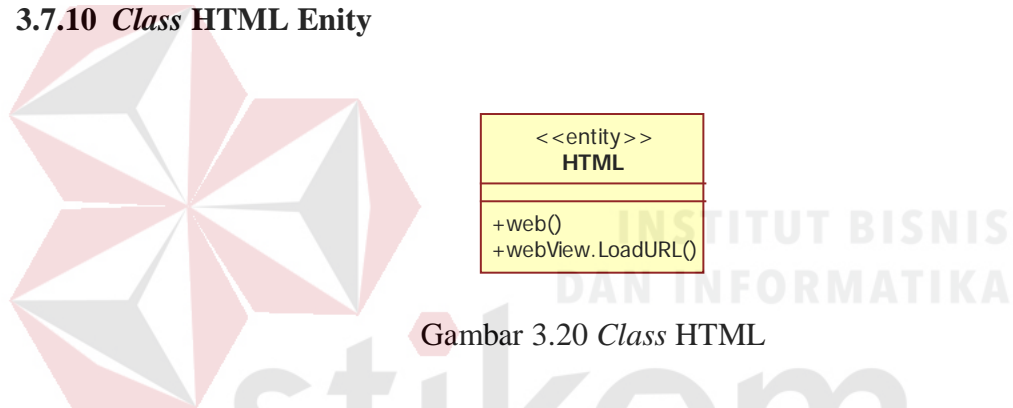 3.7.10 Class HTML Enity
<<entity>>
HTML
+web()
+webView.LoadURL()
INSTITUT BISNIS
DAN INFORMATIKA
Gambar 3.20 Class HTML
stikom